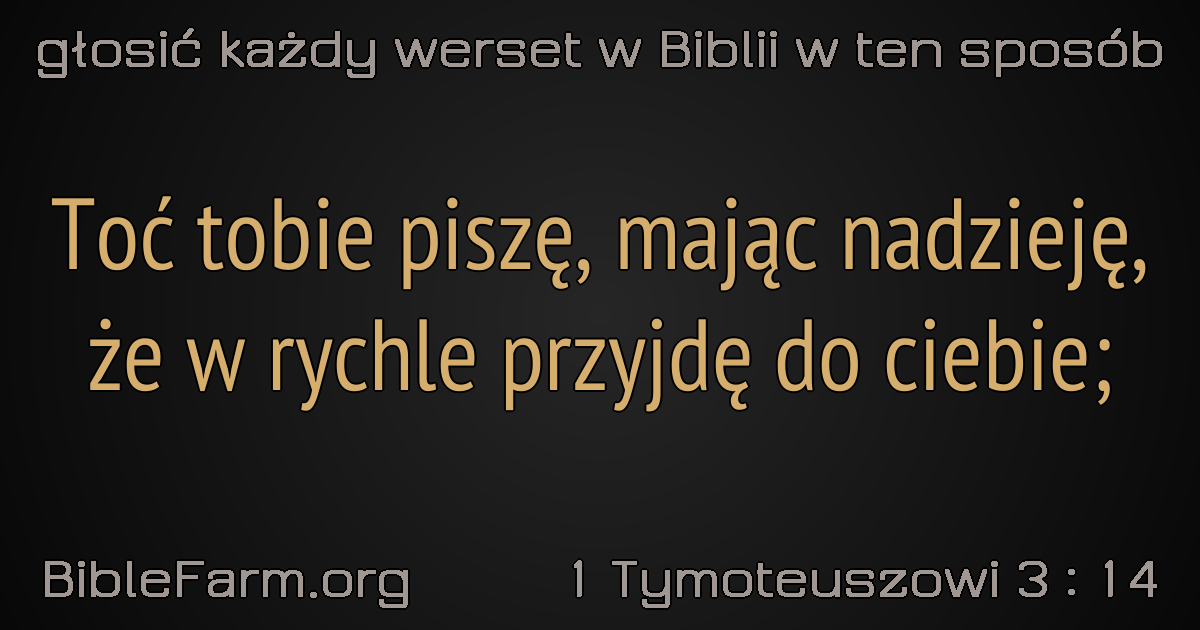 głosić każdy werset w Biblii w ten sposób
Toć tobie piszę, mając nadzieję,
że w rychle przyjdę do ciebie;
BibleFarm.org
1 Tymoteuszowi 3 : 14